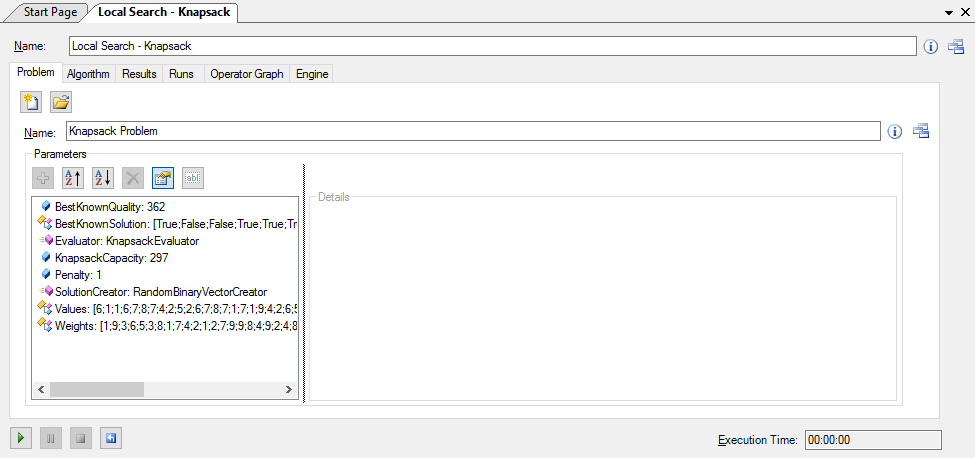 Start Page
Local Search - Knapsack
Name:
Local Search - Knapsack
Problem
Algorithm
Results
Runs
Operator Graph
Engine
Name:
Knapsack Problem
Parameters
Details
BestKnownQuality: 362
BestKnownSolution: [True;False;False;True;True;Tr
Evaluator: KnapsackEvaluator
KnapsackCapacity: 297
Penalty: 1
SolutionCreator: RandomBinaryVectorCreator
Values: [6;1;1;6;7;8;7;4;2;5;2;6;7;8;7;1;7;1;9;4;2;6;5
Weights: [1;9;3;6;5;3;8;1;7;4;2;1;2;7;9;9;8;4;9;2;4;8
Execution Time:
00:00:00